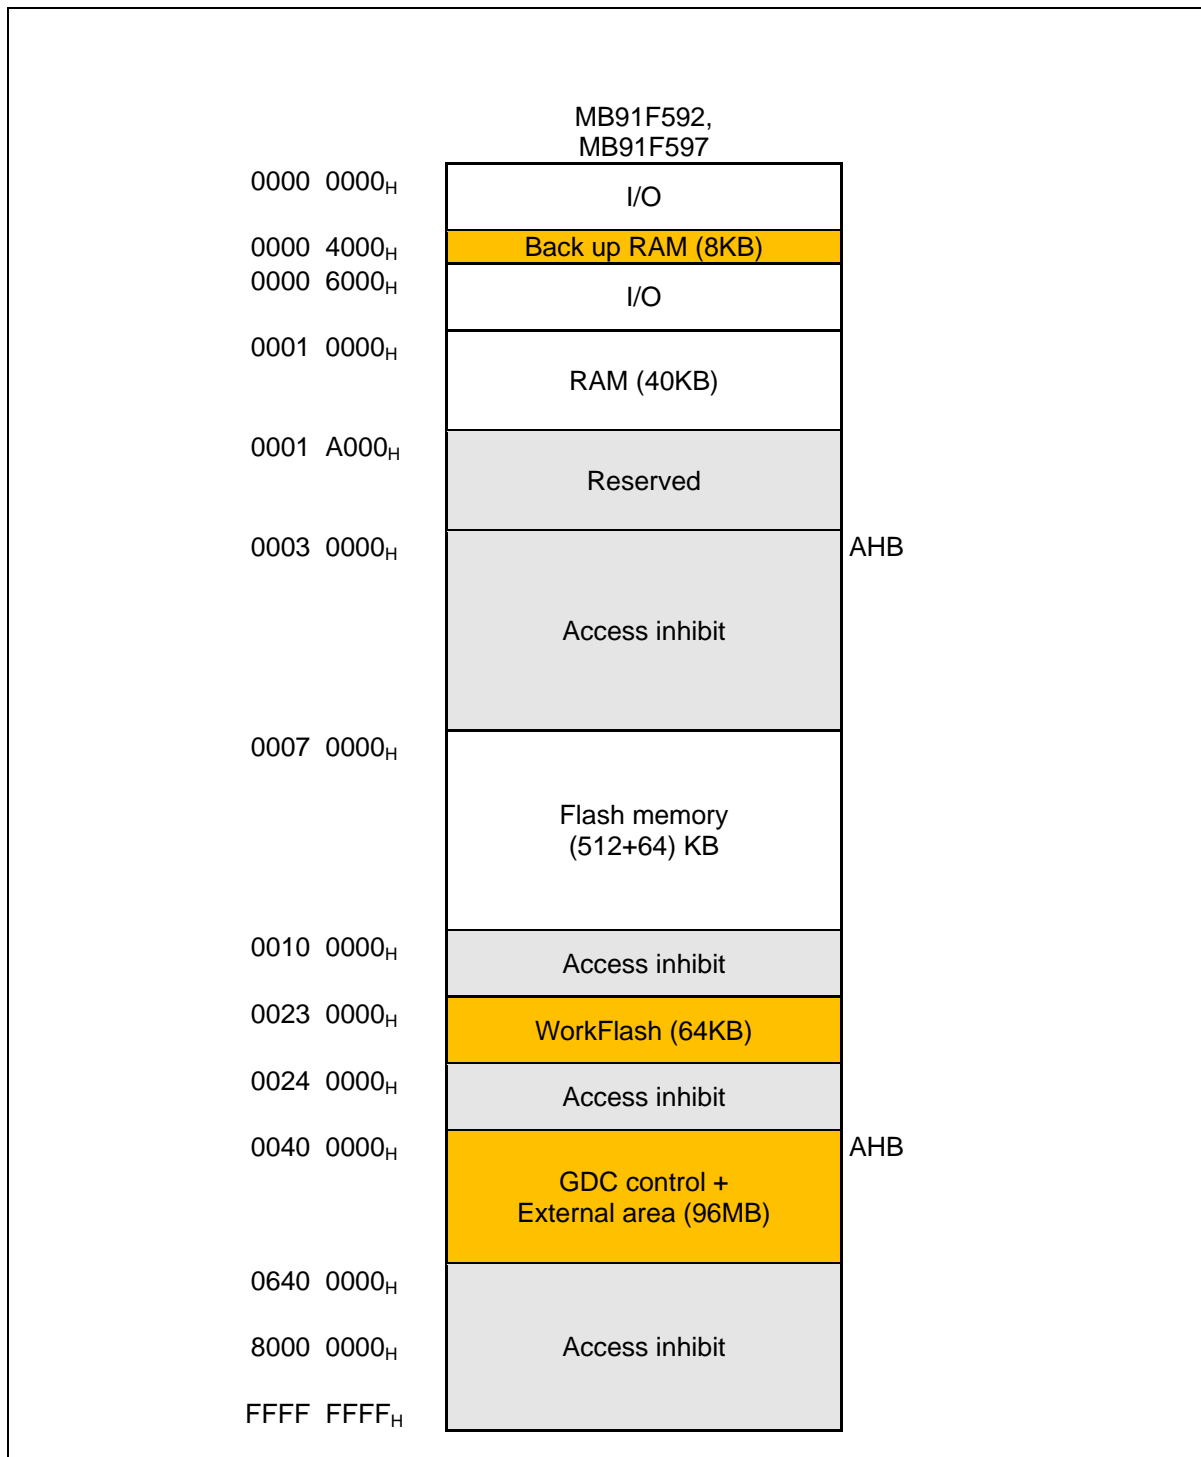 MB91F592,
MB91F597
0000 0000H
I/O
0000 4000H
Back up RAM (8KB)
0000 6000H
I/O
0001 0000H
RAM (40KB)
0001 A000H
Reserved
0003 0000H
AHB
Access inhibit
0007 0000H
Flash memory
(512+64) KB
0010 0000H
Access inhibit
0023 0000H
WorkFlash (64KB)
0024 0000H
Access inhibit
0040 0000H
AHB
GDC control +
External area (96MB)
0640 0000H
8000 0000H
Access inhibit
FFFF FFFFH